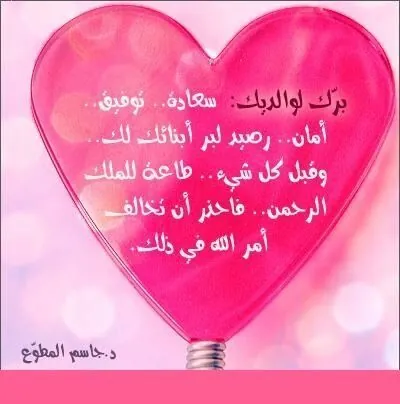 برّك لوالديك: سعادة.. توفيق..
أمان.. رصيد لبر أبنائك لك..
وقبل كل شيء.. طاعة للملك
الرحمن.. فاحذر أن تخالف
أمر الله في ذلك.
د.جاسم المطوّع